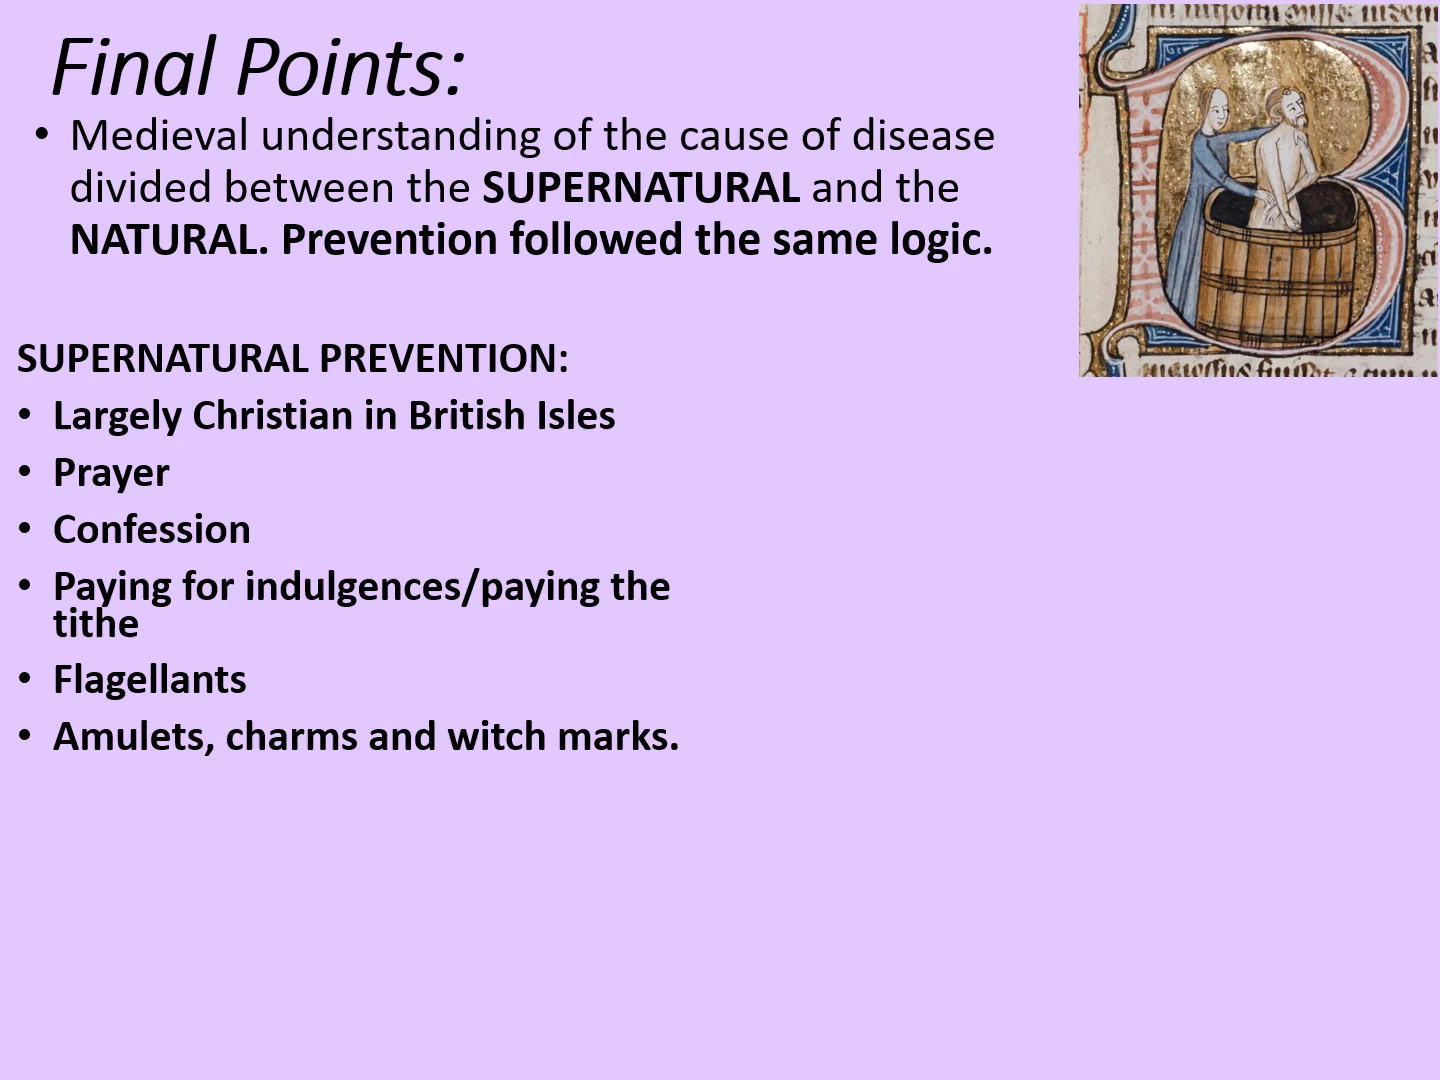 Final Points:
• Medieval understanding of the cause of disease
divided between the SUPERNATURAL and the
NATURAL. Prevention followed the same logic.
SUPERNATURAL PREVENTION:
• Largely Christian in British Isles
• Prayer
• Confession
• Paying for indulgences/paying the
tithe
• Flagellants
• Amulets, charms and witch marks.